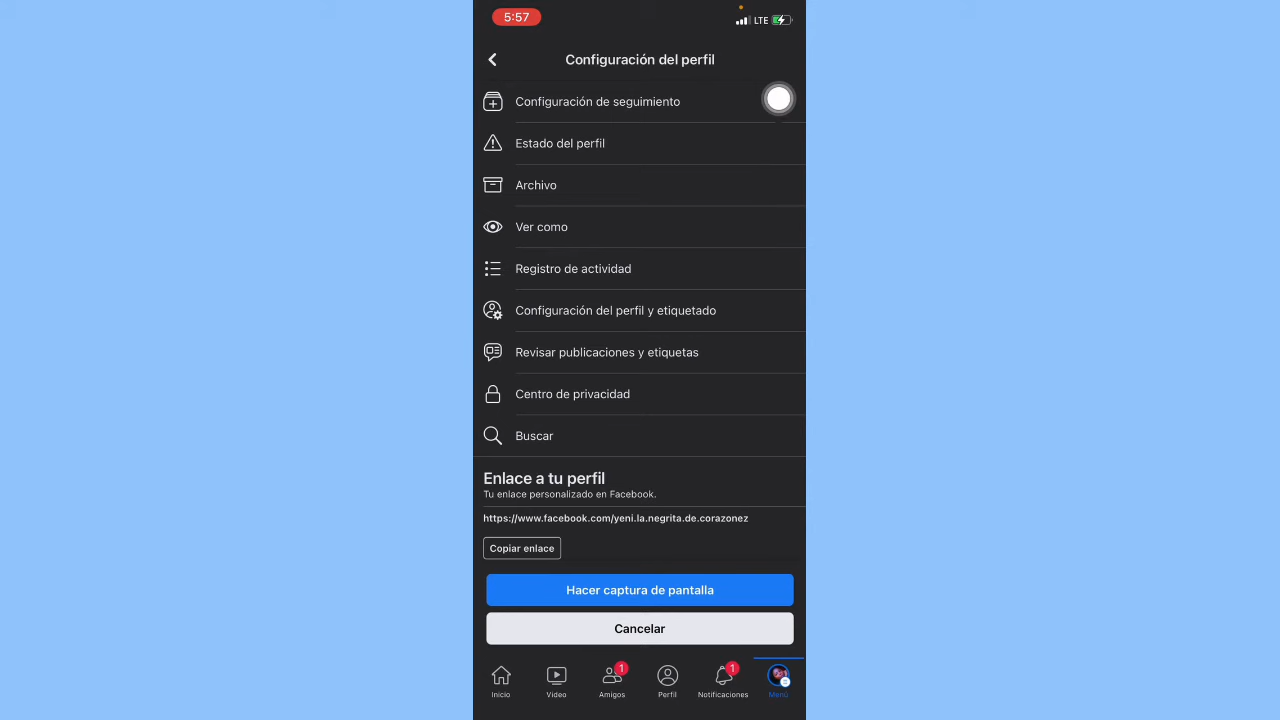 5:57
LTE
Configuración del perfil
Configuración de seguimiento
Estado del perfil
Archivo
Ver como
Registro de actividad
Configuración del perfil y etiquetado
Revisar publicaciones y etiquetas
Centro de privacidad
Buscar
Enlace a tu perfil
Tu enlace personalizado en Facebook.
https://www.facebook.com/yeni.la.negrita.de.corazonez
Copiar enlace
Hacer captura de pantalla
Cancelar
1 1
Inicio Video Amigos Perfil Notificaciones Menú